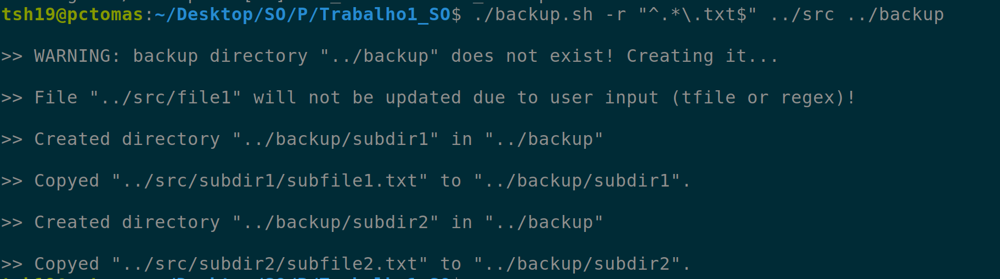 tsh19@pctomas:~/Desktop/SO/P/Trabalho1_SO$ ./backup.sh -r "^.*\.txt$" ../src ../backup
>> WARNING: backup directory "../backup" does not exist! Creating it...
>> File "../src/file1" will not be updated due to user input (tfile or regex)!
>> Created directory "../backup/subdir1" in "../backup"
>> Copyed "../src/subdir1/subfile1.txt" to "../backup/subdir1".
>> Created directory "../backup/subdir2" in "../backup"
>> Copyed "../src/subdir2/subfile2.txt" to "../backup/subdir2".